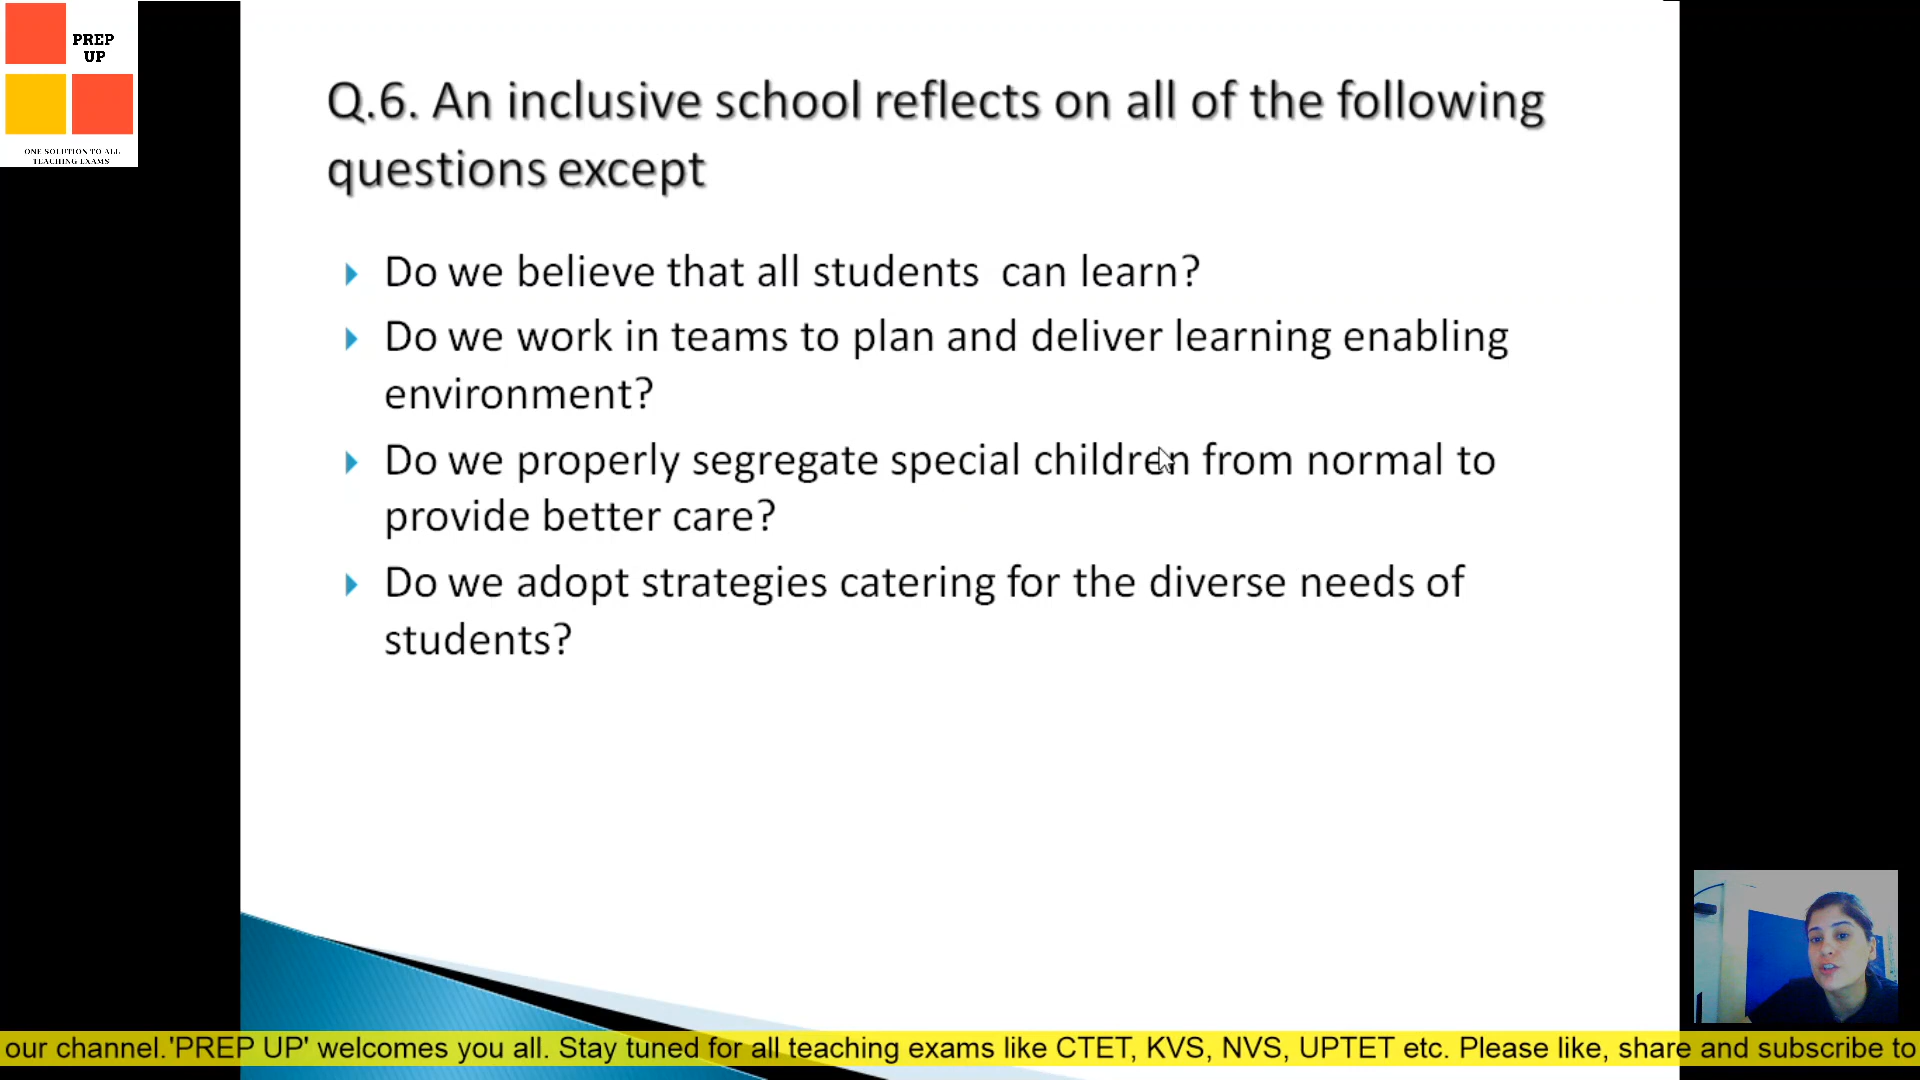 PREP
UP
ONE SOLUTION TO ALL
TEACHING EXAMS
Q.6. An inclusive school reflects on all of the following
questions except
Do we believe that all students can learn?
Do we work in teams to plan and deliver learning enabling
environment?
Do we properly segregate special children from normal to
provide better care?
Do we adopt strategies catering for the diverse needs of
students?
our channel.'PREP UP' welcomes you all. Stay tuned for all teaching exams like CTET, KVS, NVS, UPTET etc. Please like, share and subscribe to